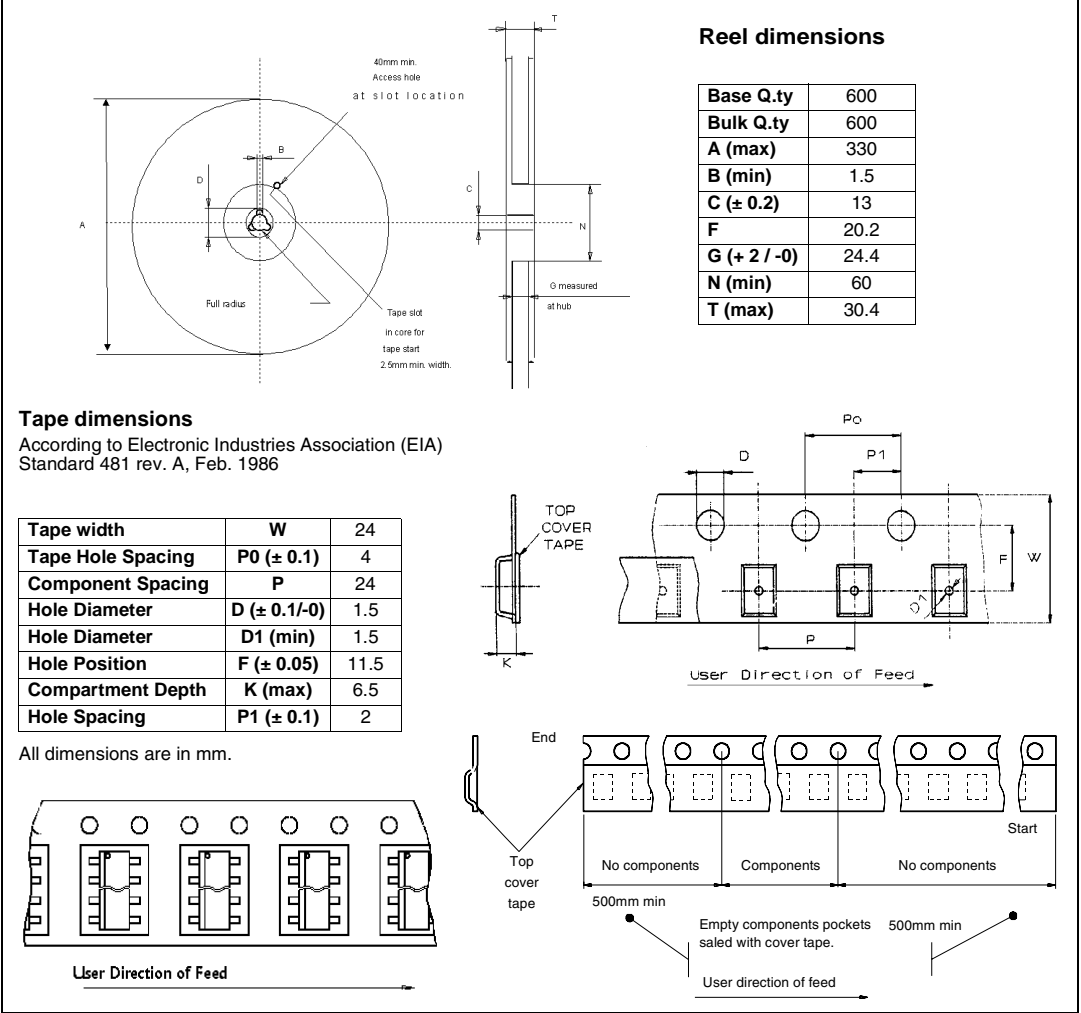 T
40mm min.
Access hole
at slot location
B
D
C
A
N
Full radius
G measured
at hub
Tape slot
in core for
tape start
2.5mm min. width.
Reel dimensions
Base Q.ty 600
Bulk Q.ty 600
A (max) 330
B (min) 1.5
C (± 0.2) 13
F 20.2
G (+ 2 / -0) 24.4
N (min) 60
T (max) 30.4
Tape dimensions
According to Electronic Industries Association (EIA)
Standard 481 rev. A, Feb. 1986
Tape width W 24
Tape Hole Spacing P0 (± 0.1) 4
Component Spacing P 24
Hole Diameter D (± 0.1/-0) 1.5
Hole Diameter D1 (min) 1.5
Hole Position F (± 0.05) 11.5
Compartment Depth K (max) 6.5
Hole Spacing P1 (± 0.1) 2
All dimensions are in mm.
Po
D
P1
TOP
COVER
TAPE
F
W
K
P
User Direction of Feed
End
Start
Top
cover
tape
No components
Components
No components
500mm min
Empty components pockets
saled with cover tape.
500mm min
User direction of feed
User Direction of Feed